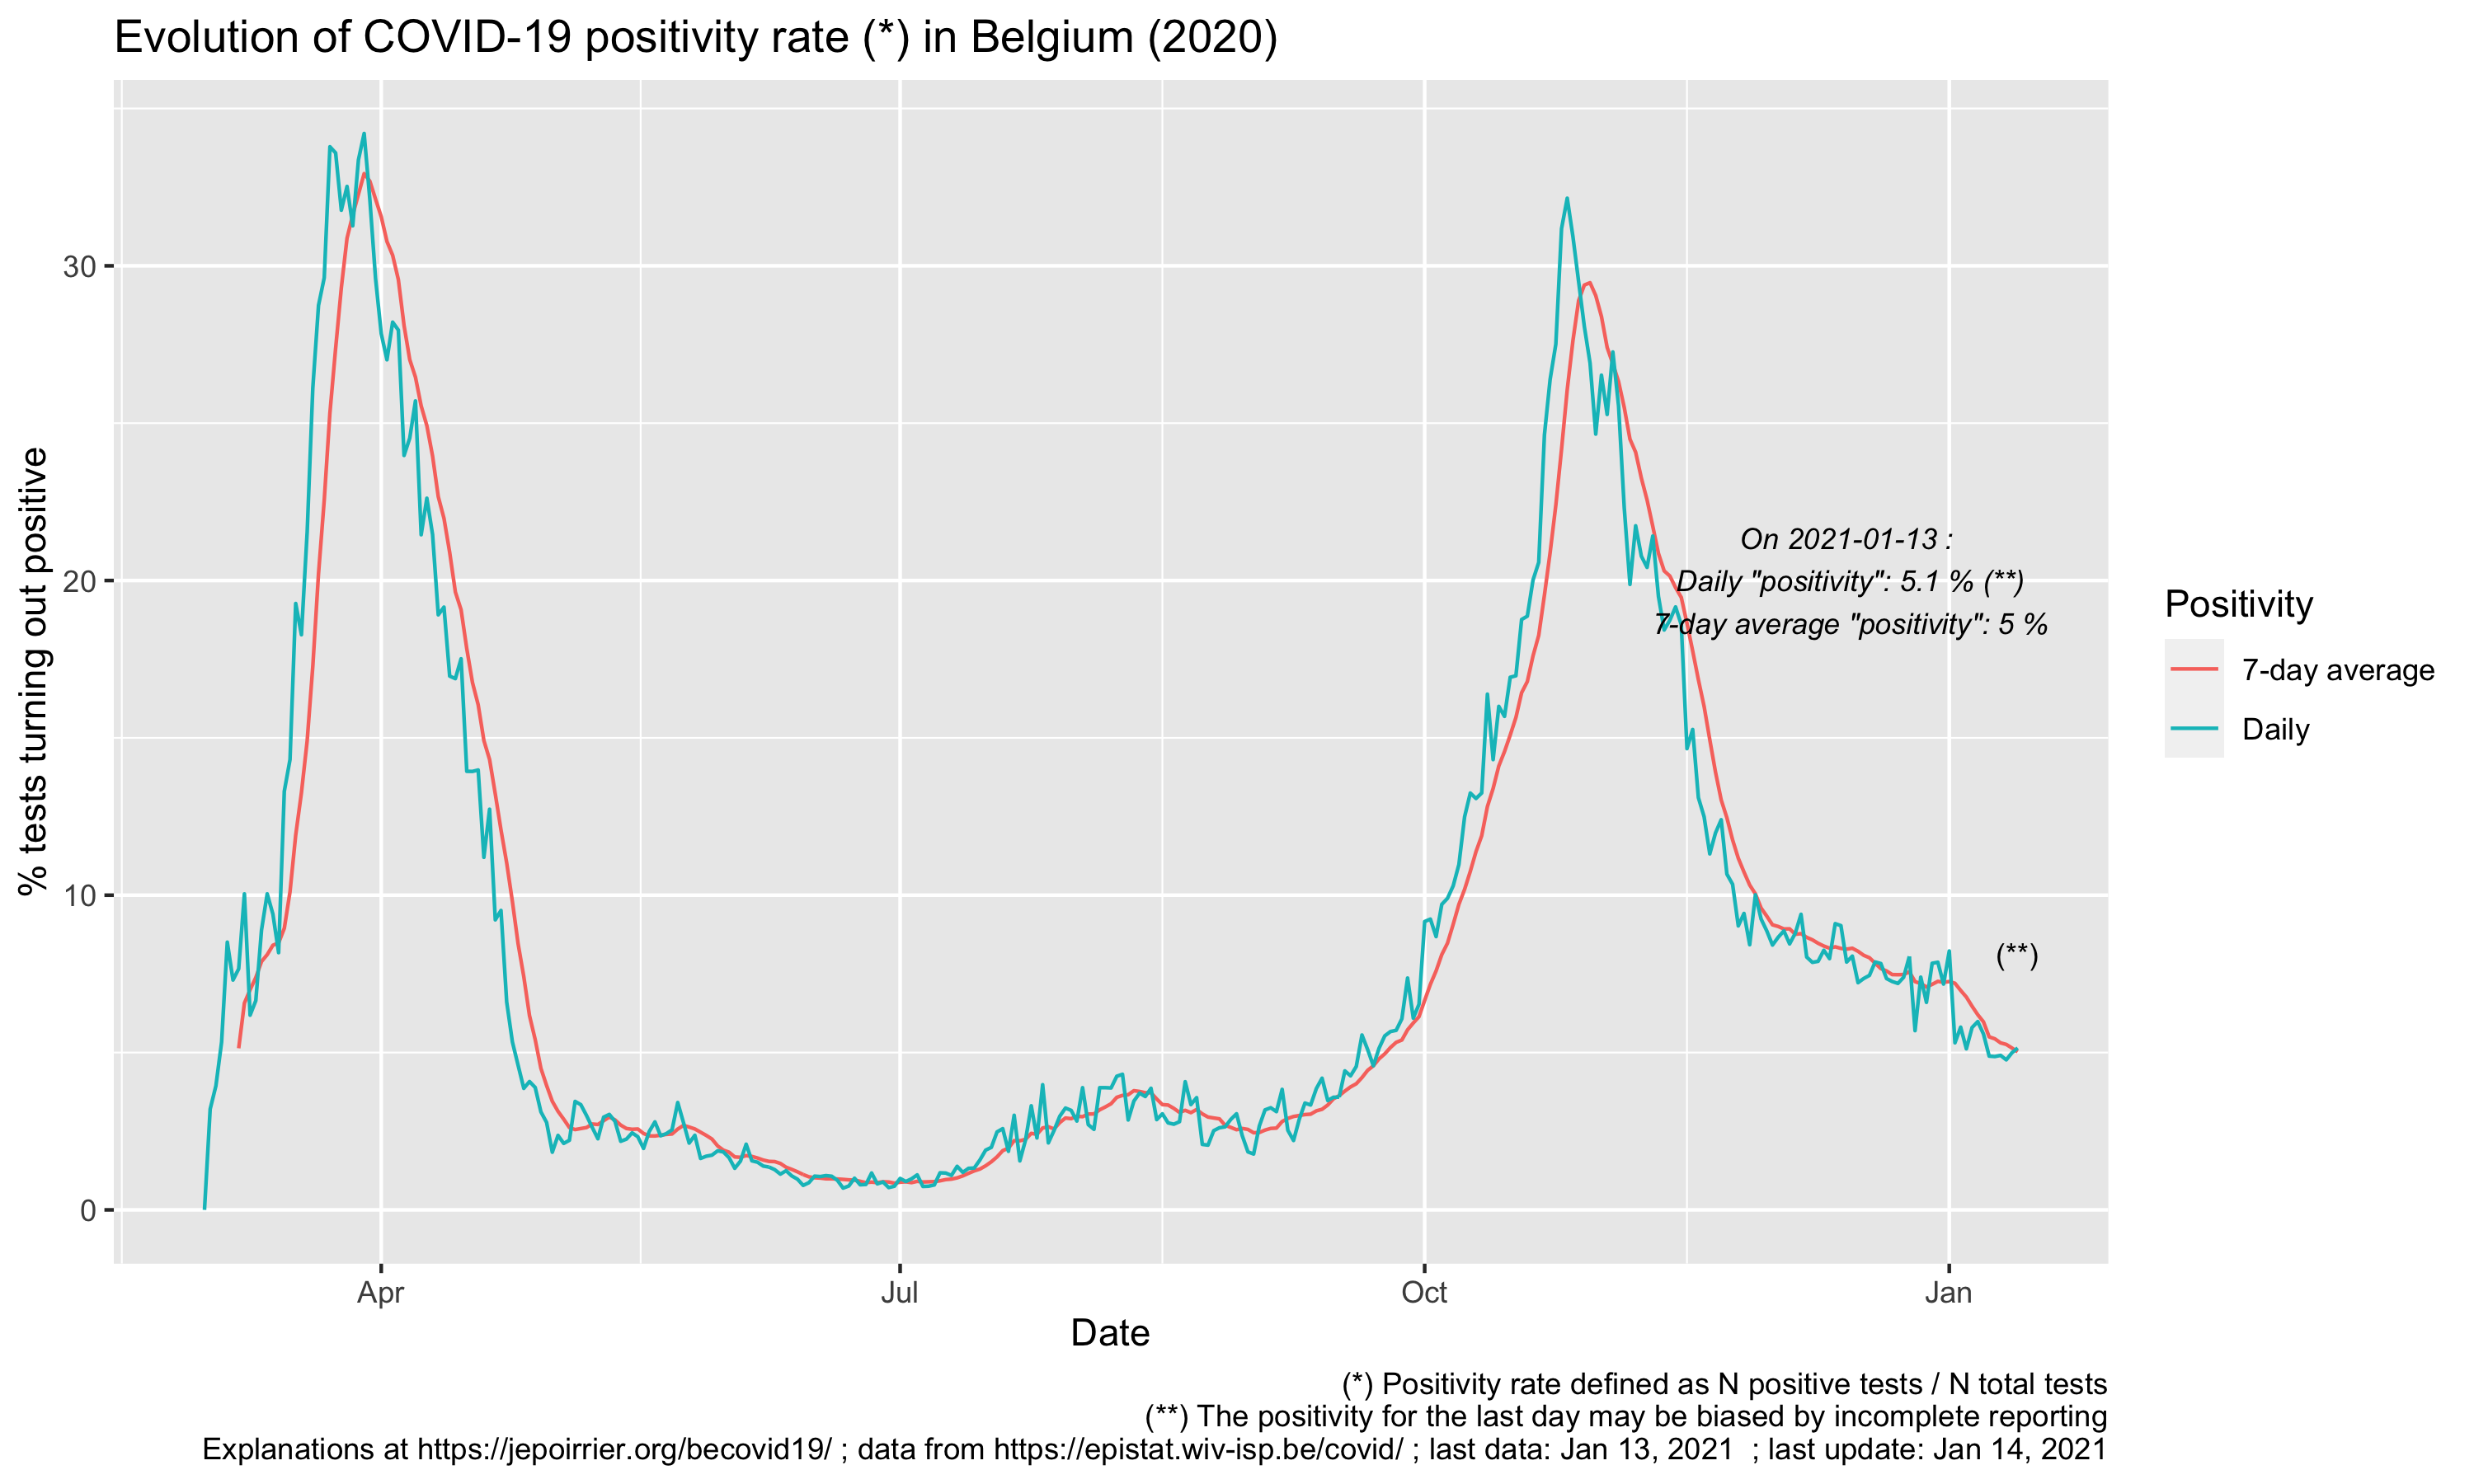 Evolution of COVID-19 positivity rate (*) in Belgium (2020)
% tests turning out positive
30
20
10
0
On 2021-01-13 :
Daily "positivity": 5.1 % (**)
7-day average "positivity": 5 %
(**)
Positivity
7-day average
Daily
Apr
Jul
Oct
Jan
Date
(*) Positivity rate defined as N positive tests / N total tests
(**) The positivity for the last day may be biased by incomplete reporting
Explanations at https://jepoirrier.org/becovid19/ ; data from https://epistat.wiv-isp.be/covid/ ; last data: Jan 13, 2021  ; last update: Jan 14, 2021